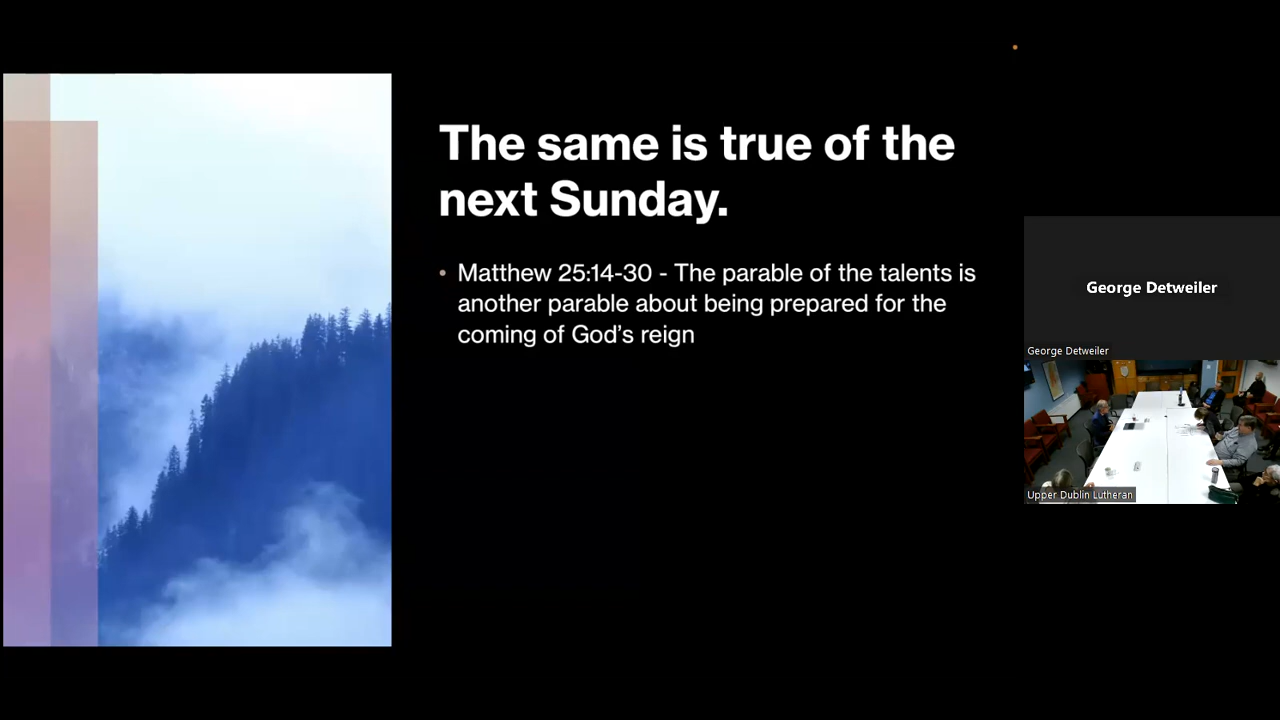 The same is true of the
next Sunday.
• Matthew 25:14-30 - The parable of the talents is
another parable about being prepared for the
coming of God’s reign
George Detweiler
George Detweiler
Upper Dublin Lutheran